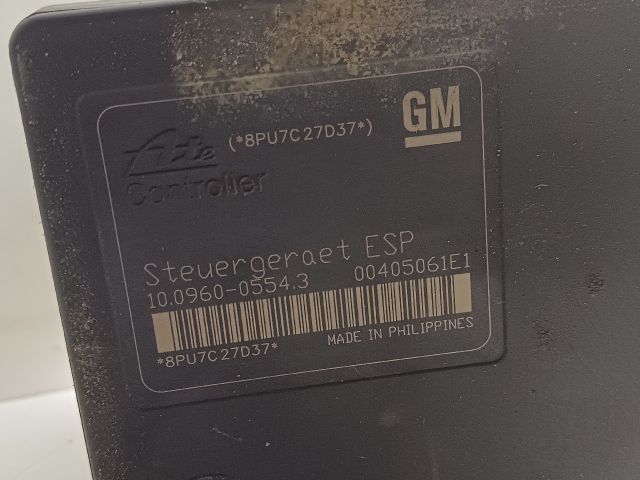 GM
Ate (*8PU7C27D37*)
Controller
Steuergeraet ESP
10.0960-0554.3 00405061E1
*8PU7C27D37* MADE IN PHILIPPINES